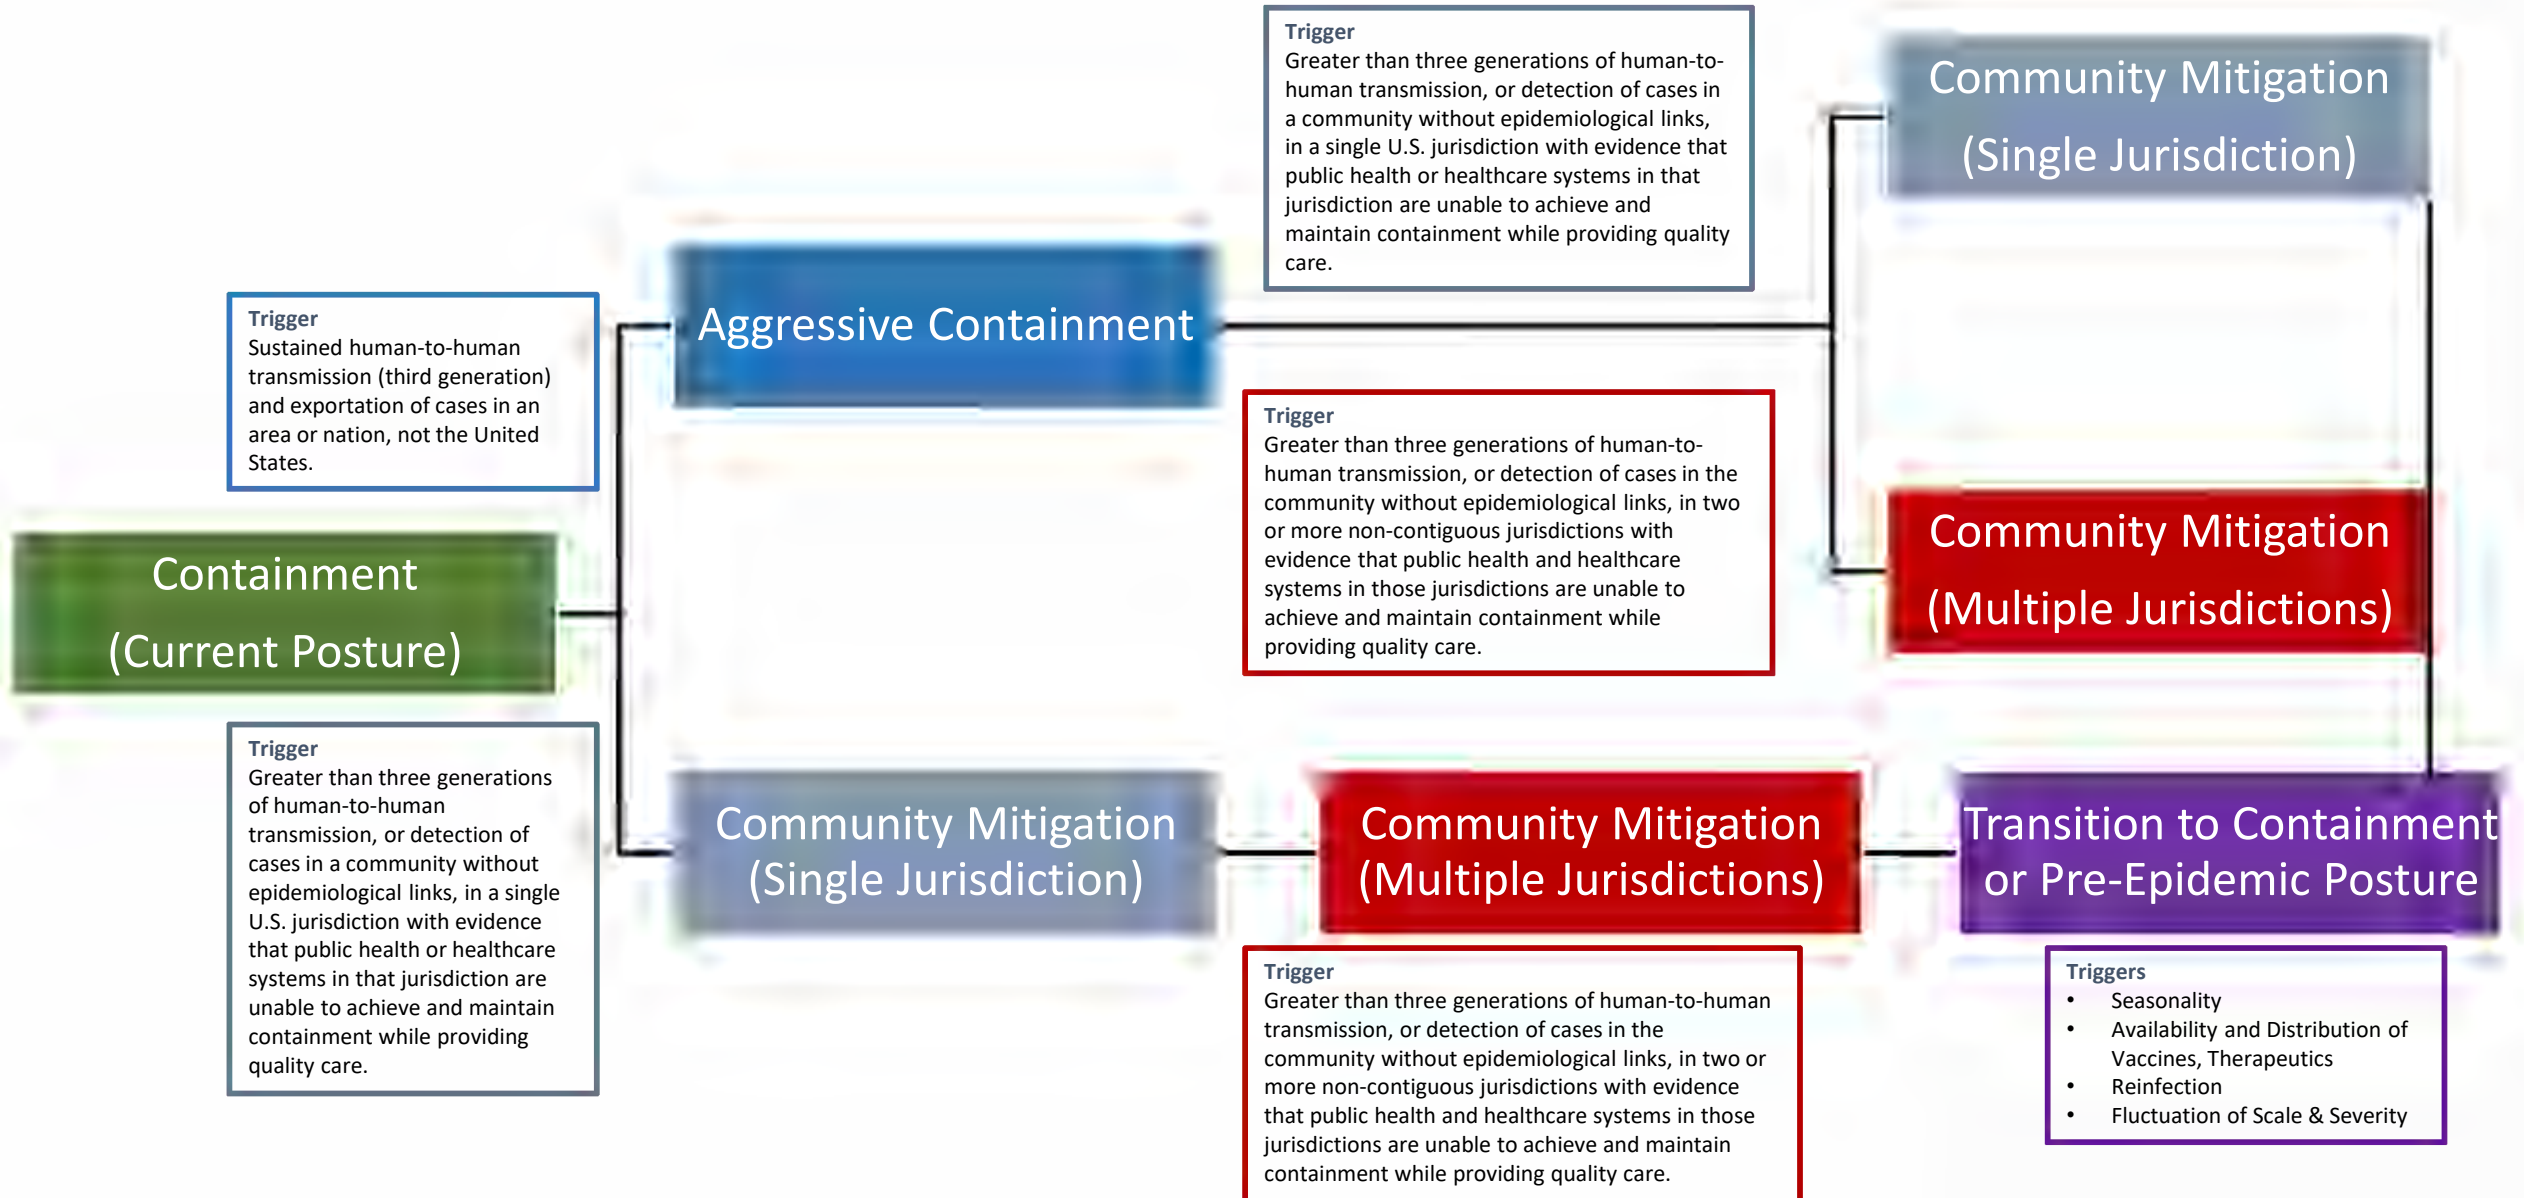 Trigger
Greater than three generations of human-to-
human transmission, or detection of cases in
a community without epidemiological links,
in a single U.S. jurisdiction with evidence that
public health or healthcare systems in that
jurisdiction are unable to achieve and
maintain containment while providing quality
care.
Community Mitigation
(Single Jurisdiction)
Trigger
Sustained human-to-human
transmission (third generation)
and exportation of cases in an
area or nation, not the United
States.
Aggressive Containment
Trigger
Greater than three generations of human-to-
human transmission, or detection of cases in the
community without epidemiological links, in two
or more non-contiguous jurisdictions with
evidence that public health and healthcare
systems in those jurisdictions are unable to
achieve and maintain containment while
providing quality care.
Community Mitigation
(Multiple Jurisdictions)
Containment
(Current Posture)
Trigger
Greater than three generations
of human-to-human
transmission, or detection of
cases in a community without
epidemiological links, in a single
U.S. jurisdiction with evidence
that public health or healthcare
systems in that jurisdiction are
unable to achieve and maintain
containment while providing
quality care.
Community Mitigation
(Single Jurisdiction)
Community Mitigation
(Multiple Jurisdictions)
Transition to Containment
or Pre-Epidemic Posture
Trigger
Greater than three generations of human-to-human
transmission, or detection of cases in the
community without epidemiological links, in two or
more non-contiguous jurisdictions with evidence
that public health and healthcare systems in those
jurisdictions are unable to achieve and maintain
containment while providing quality care.
Triggers
• Seasonality
• Availability and Distribution of
Vaccines, Therapeutics
• Reinfection
• Fluctuation of Scale & Severity